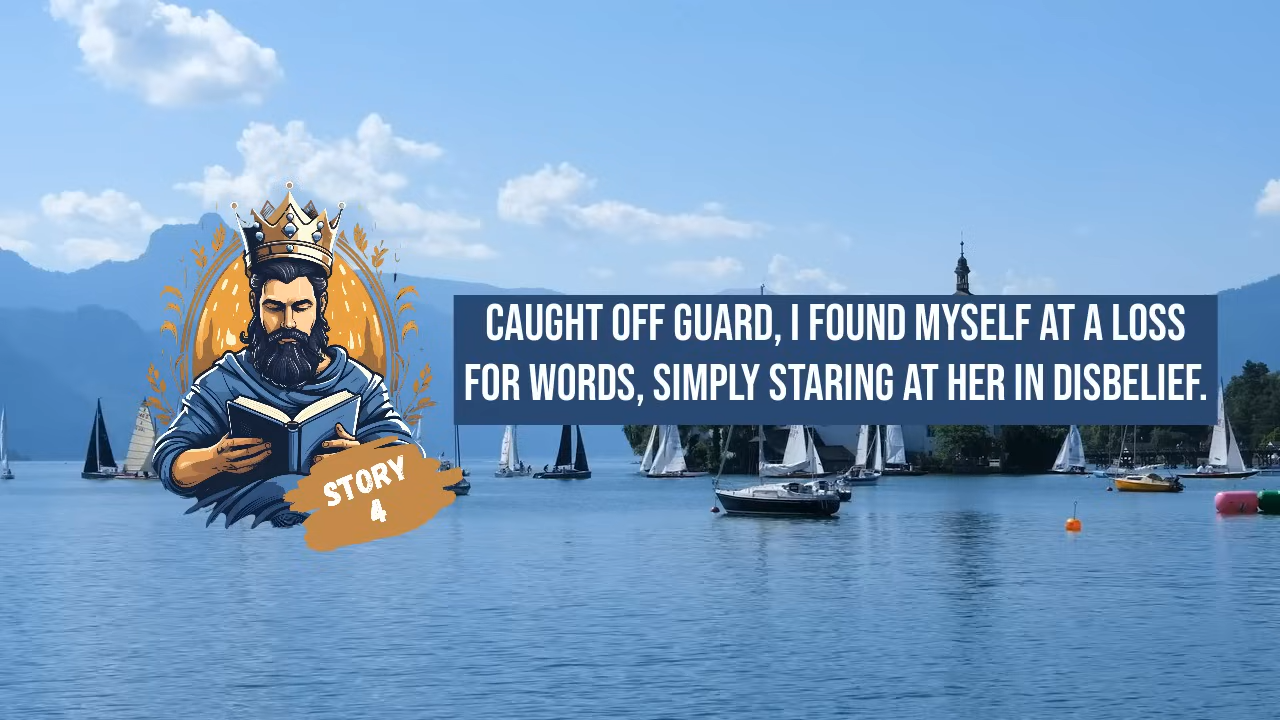 CAUGHT OFF GUARD, I FOUND MYSELF AT A LOSS
FOR WORDS, SIMPLY STARING AT HER IN DISBELIEF.
STORY
4